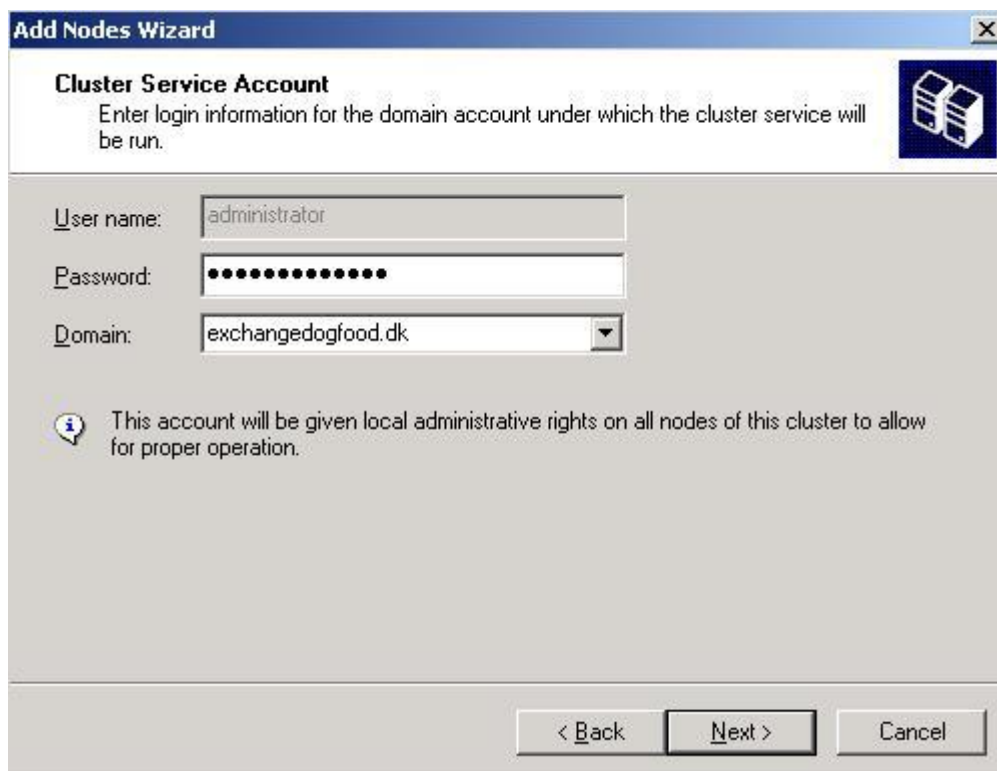 Add Nodes Wizard
Cluster Service Account
Enter login information for the domain account under which the cluster service will
be run.
User name: administrator
Password: •••••••••••••
Domain: exchangedogfood.dk
This account will be given local administrative rights on all nodes of this cluster to allow
for proper operation.
< Back Next > Cancel